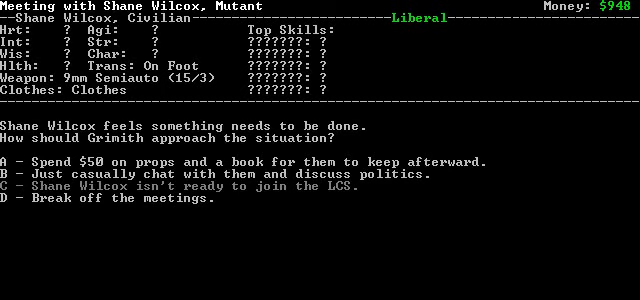 Meeting with Shane Wilcox, Mutant Money: $948
—Shane Wilcox, Civilian—Liberal—
Hrt: ? Agi: ? Top Skills:
Int: ? Str: ? ???????: ?
Wis: ? Char: ? ???????: ?
Hlth: ? Trans: On Foot ???????: ?
Weapon: 9mm Semiauto (15/3) ???????: ?
Clothes: Clothes ???????: ?
Shane Wilcox feels something needs to be done.
How should Grimith approach the situation?
A - Spend $50 on props and a book for them to keep afterward.
B - Just casually chat with them and discuss politics.
C - Shane Wilcox isn't ready to join the LCS.
D - Break off the meetings.